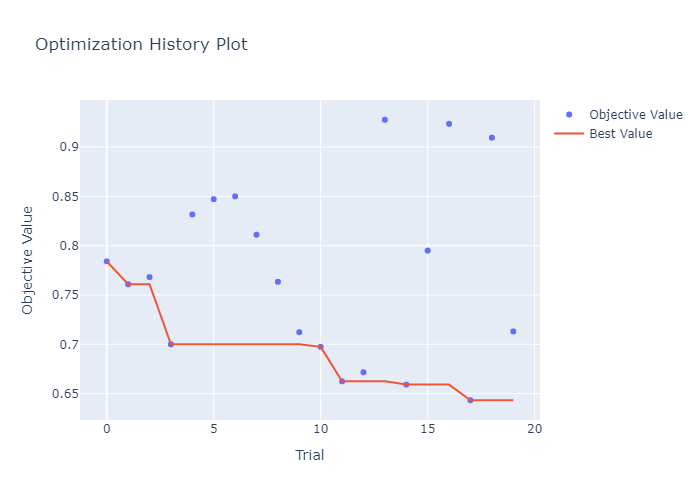 Optimization History Plot
Objective Value
Best Value
0.9
0.85
0.8
0.75
0.7
0.65
Objective Value
0
5
10
15
20
Trial